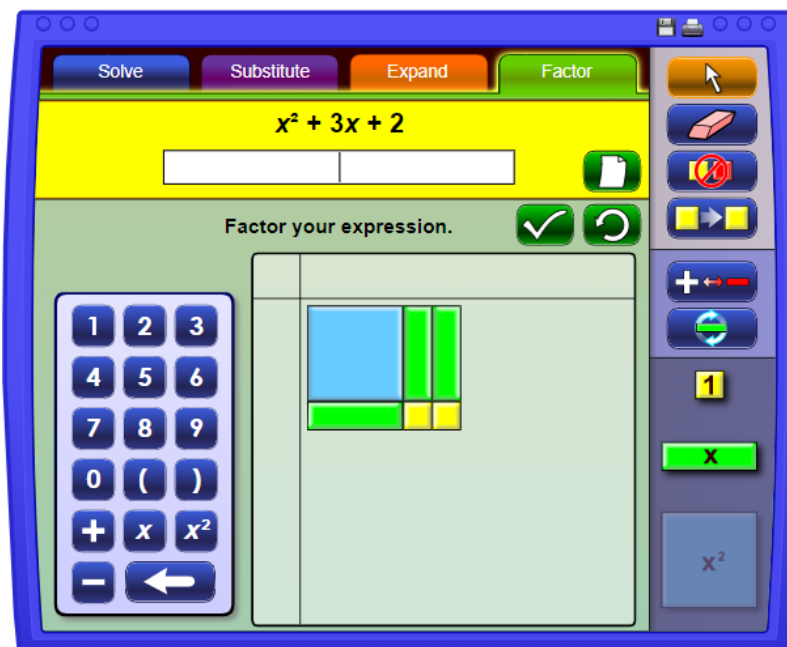 Solve Substitute Expand Factor
x² + 3x + 2
Factor your expression.
1 2 3
4 5 6
7 8 9
0 ( )
+ x x²
−
1
x
x²